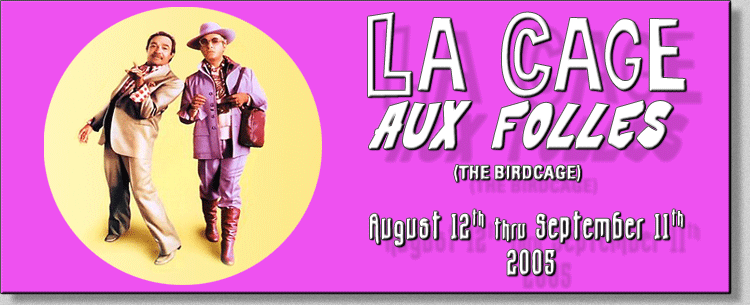 LA CAGE
AUX FOLLES
(THE BIRDCAGE)
August 12th thru September 11th
2005